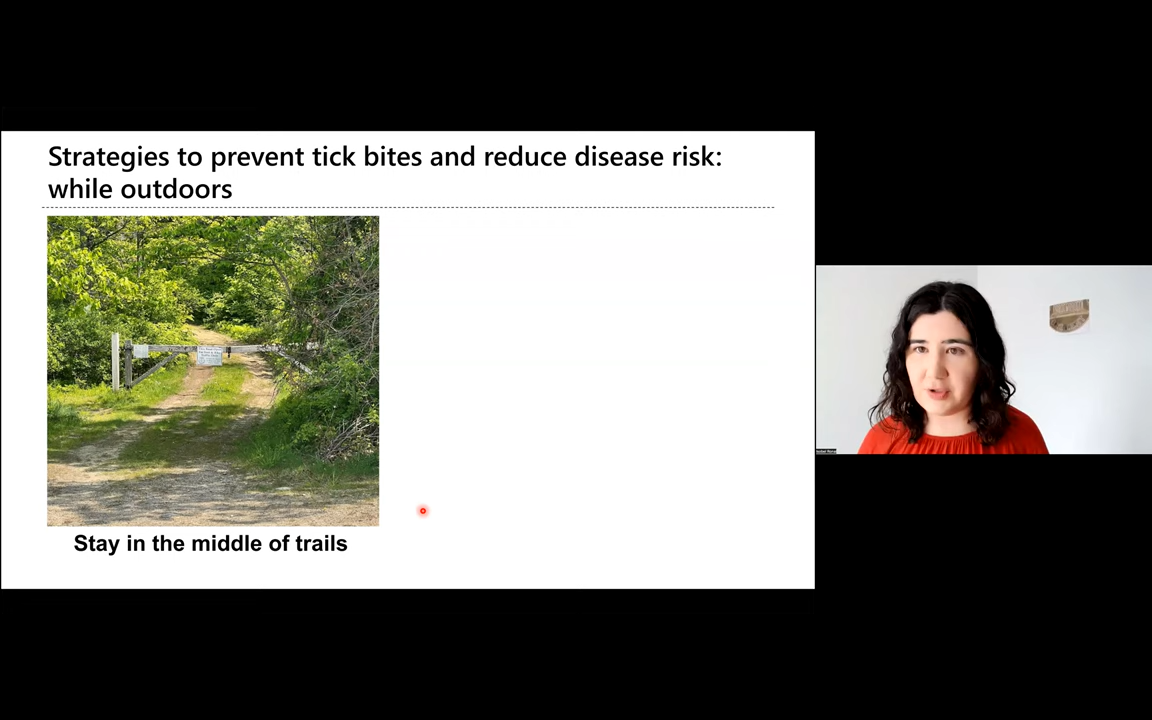 Strategies to prevent tick bites and reduce disease risk:
while outdoors
Stay in the middle of trails